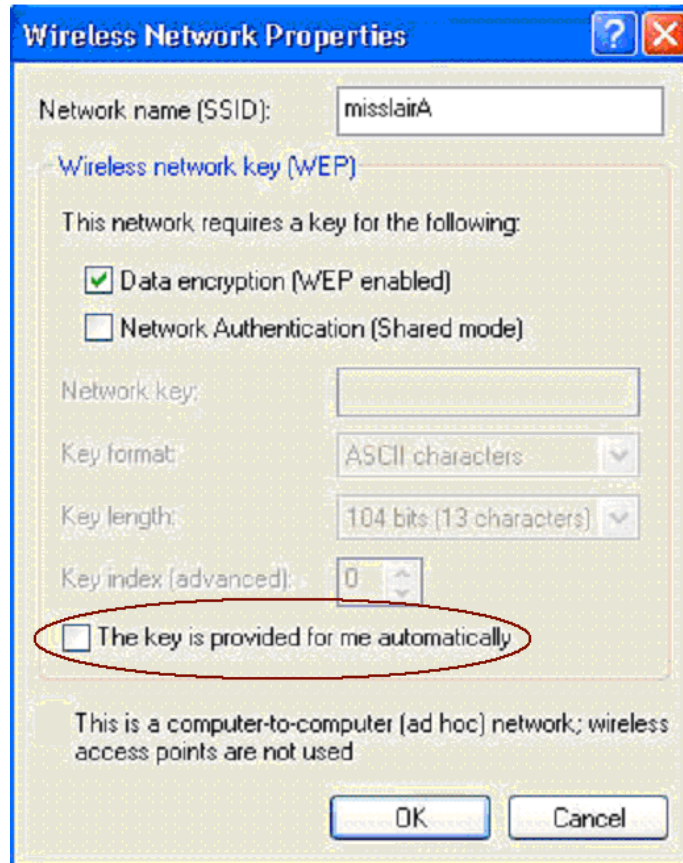 Wireless Network Properties
Network name (SSID):
misslairA
Wireless network key (WEP)
This network requires a key for the following:
Data encryption (WEP enabled)
Network Authentication (Shared mode)
Network key:
Key format:
ASCII characters
Key length:
104 bits (13 characters)
Key index (advanced):
0
The key is provided for me automatically
This is a computer-to-computer (ad hoc) network; wireless
access points are not used
OK
Cancel